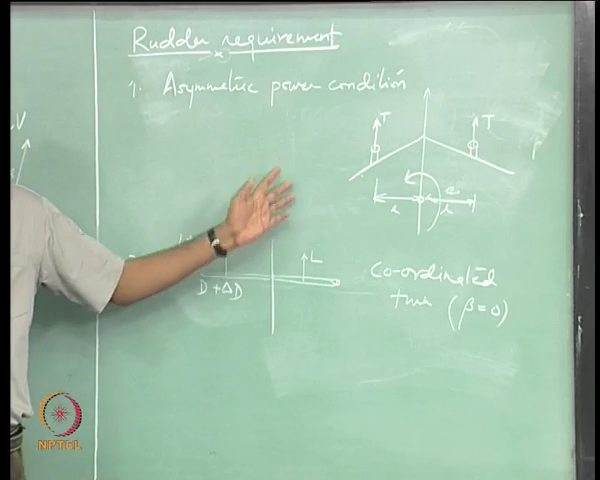 Rudder requirement
1. Asymmetric power condition
V
T
T
e
l
l
L
D + ΔD
Co-ordinated
turn (β=0)
NPTEL